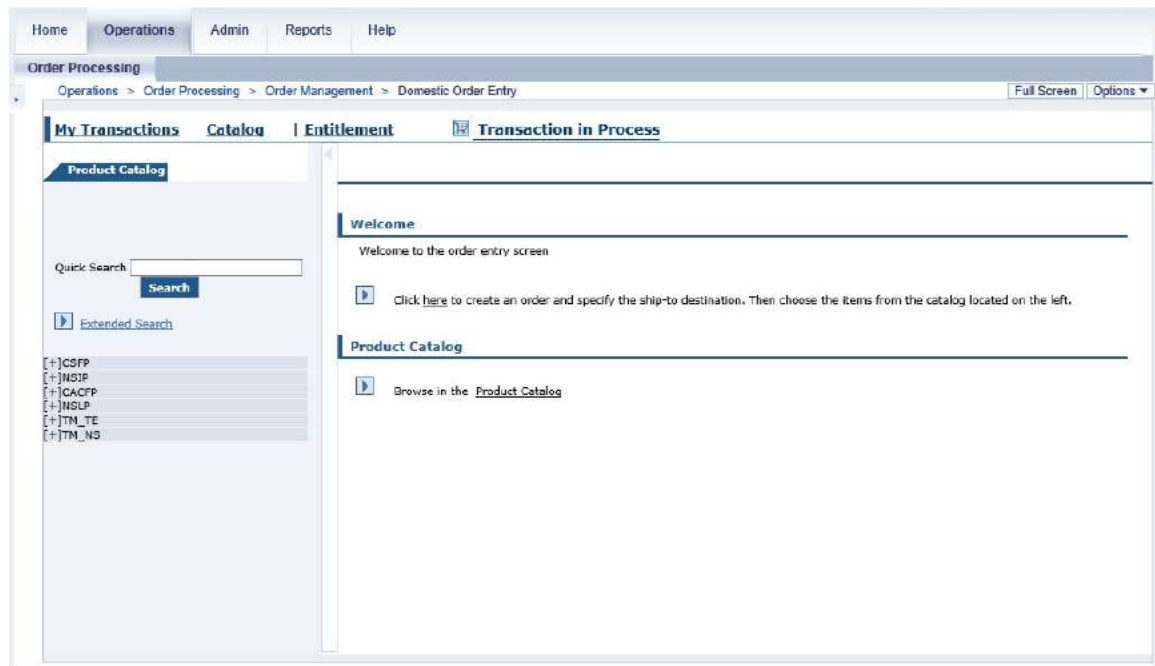 Home Operations Admin Reports Help
Order Processing
Operations > Order Processing > Order Management > Domestic Order Entry Full Screen Options
My Transactions Catalog | Entitlement Transaction in Process
Product Catalog
Welcome
Welcome to the order entry screen
Quick Search
Search
Click here to create an order and specify the ship-to destination. Then choose the items from the catalog located on the left.
Extended Search
Product Catalog
[+]CSFP
[+]NSIP
[+]CACFP
[+]NSLP
[+]TM_TE
[+]TM_NS
Browse in the Product Catalog